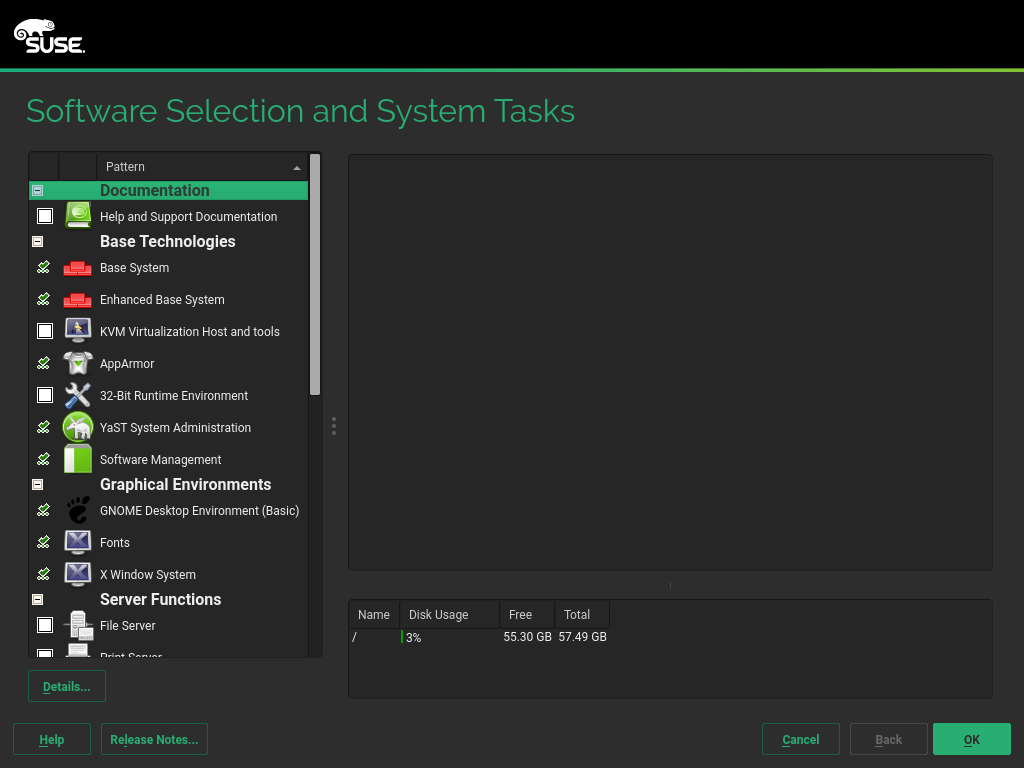 SUSE
Software Selection and System Tasks
Pattern
Documentation
Help and Support Documentation
Base Technologies
Base System
Enhanced Base System
KVM Virtualization Host and tools
AppArmor
32-Bit Runtime Environment
YaST System Administration
Software Management
Graphical Environments
GNOME Desktop Environment (Basic)
Fonts
X Window System
Server Functions
File Server
Print Server
Name Disk Usage Free Total
/ 3% 55.30 GB 57.49 GB
Details...
Help Release Notes... Cancel Back OK